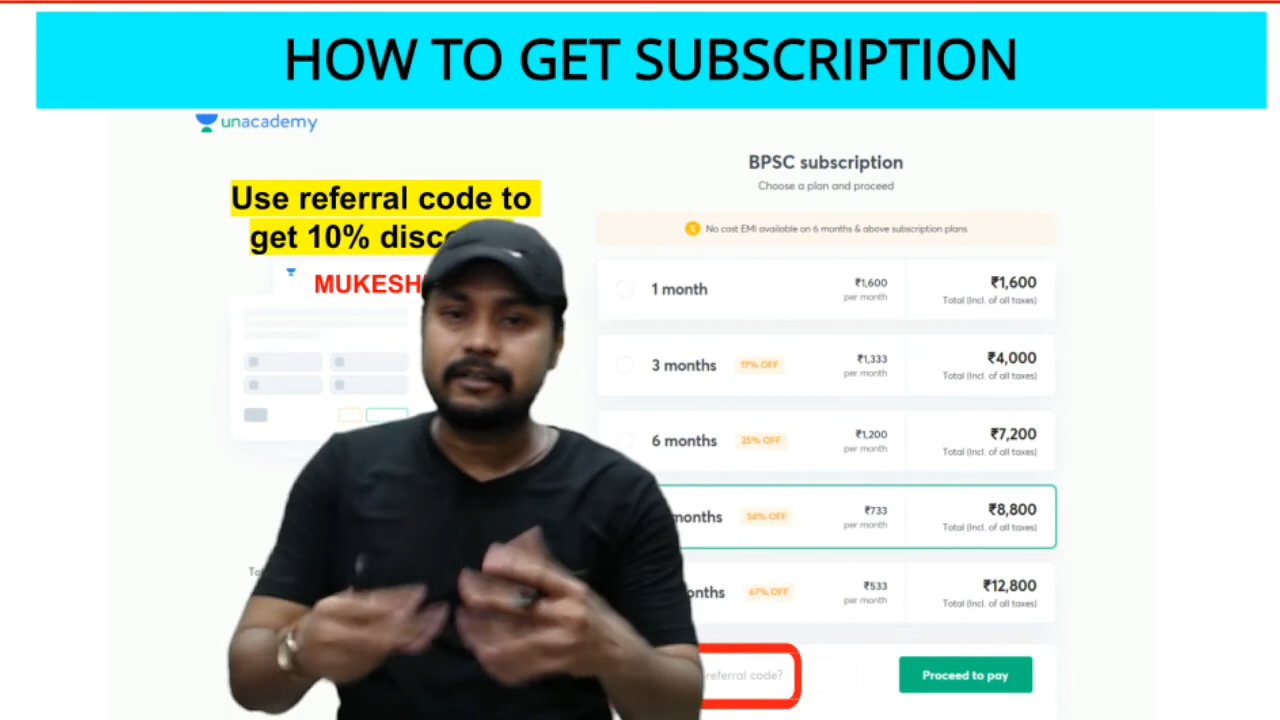 HOW TO GET SUBSCRIPTION
unacademy
Use referral code to
get 10%
BPSC subscription
Choose a plan and proceed
No cost EMI available on 6 months & above subscription plans
1 month
₹1,600
per month
₹1,600
Total (Incl. of all taxes)
3 months
17% OFF
₹1,333
per month
₹4,000
Total (Incl. of all taxes)
6 months
25% OFF
₹1,200
per month
₹7,200
Total (Incl. of all taxes)
months
54% OFF
₹733
per month
₹8,800
Total (Incl. of all taxes)
67% OFF
₹533
per month
₹12,800
Total (Incl. of all taxes)
referral code?
Proceed to pay